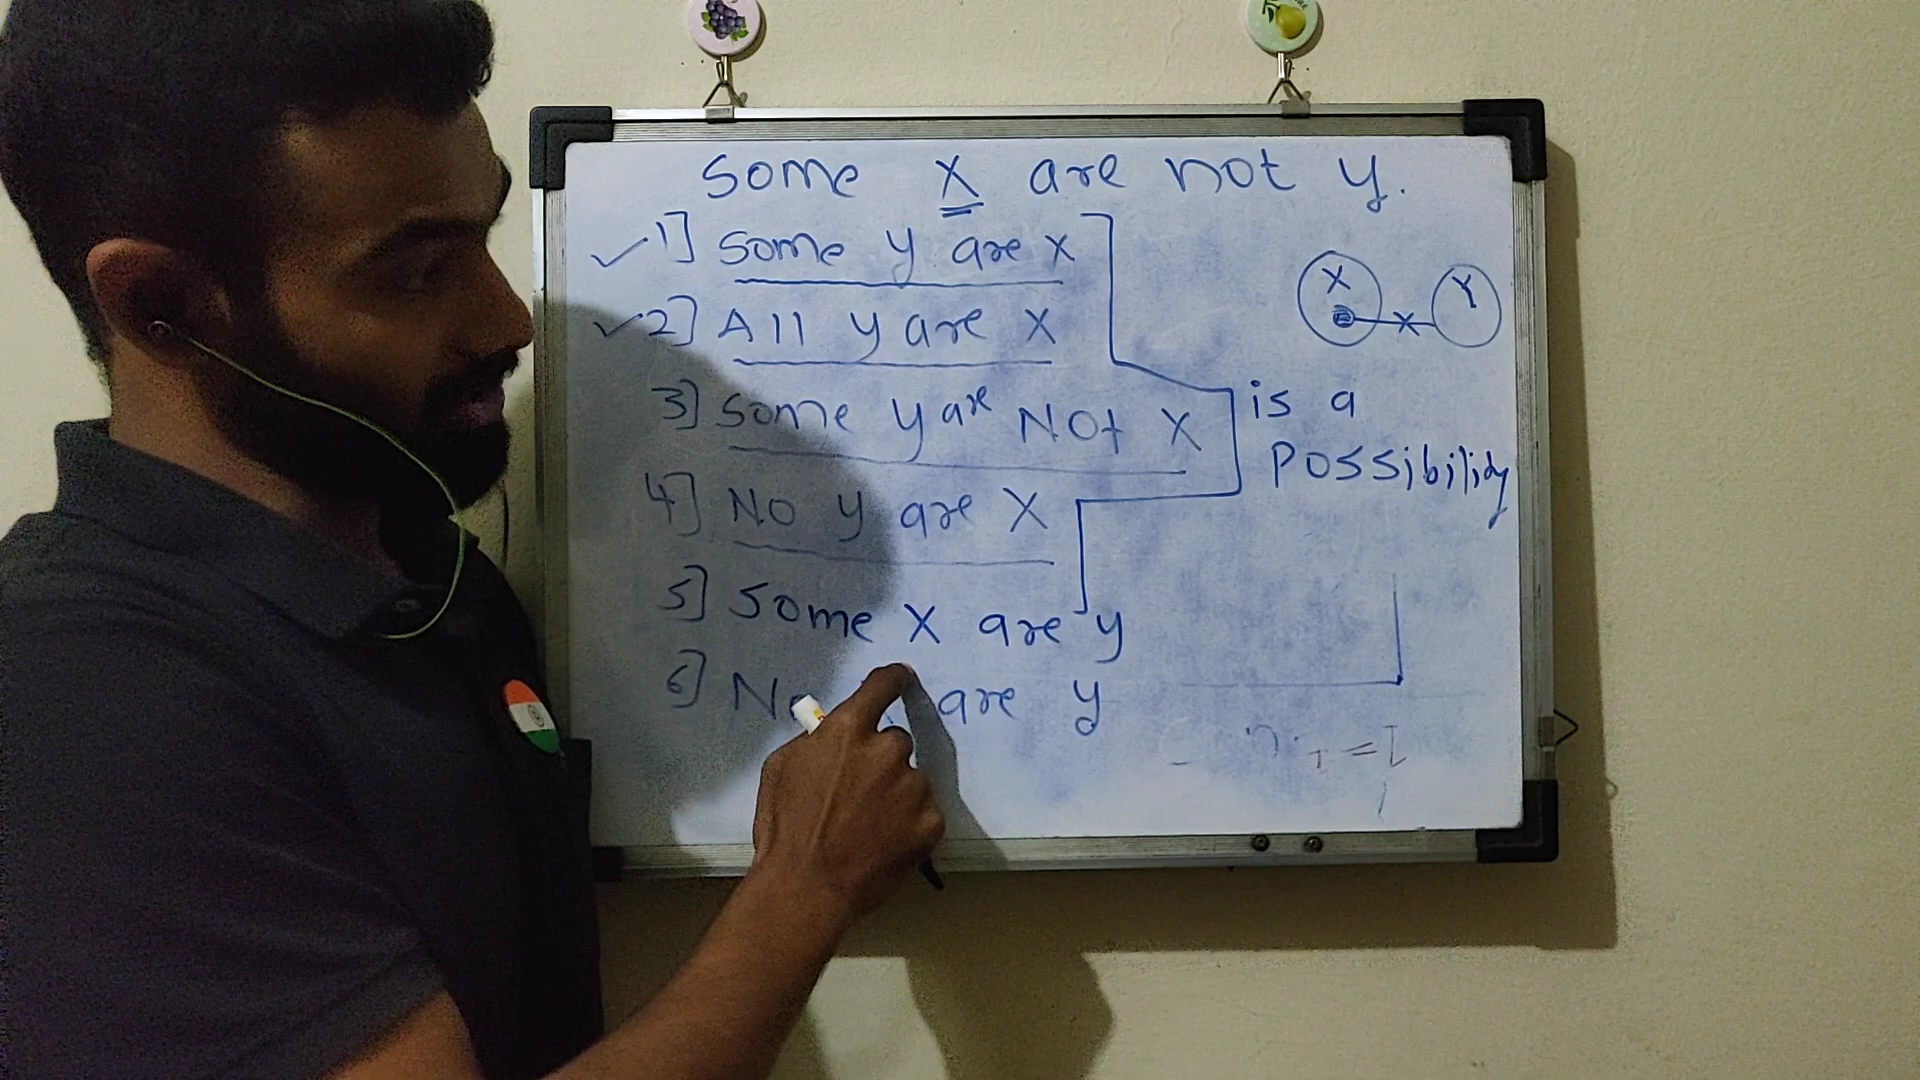 Some X are not y.
1] Some y are X
2] All y are X
3] Some y are NOt X
4] No y are X
5] Some X are y
6] No are y
is a
Possibility
X
Y